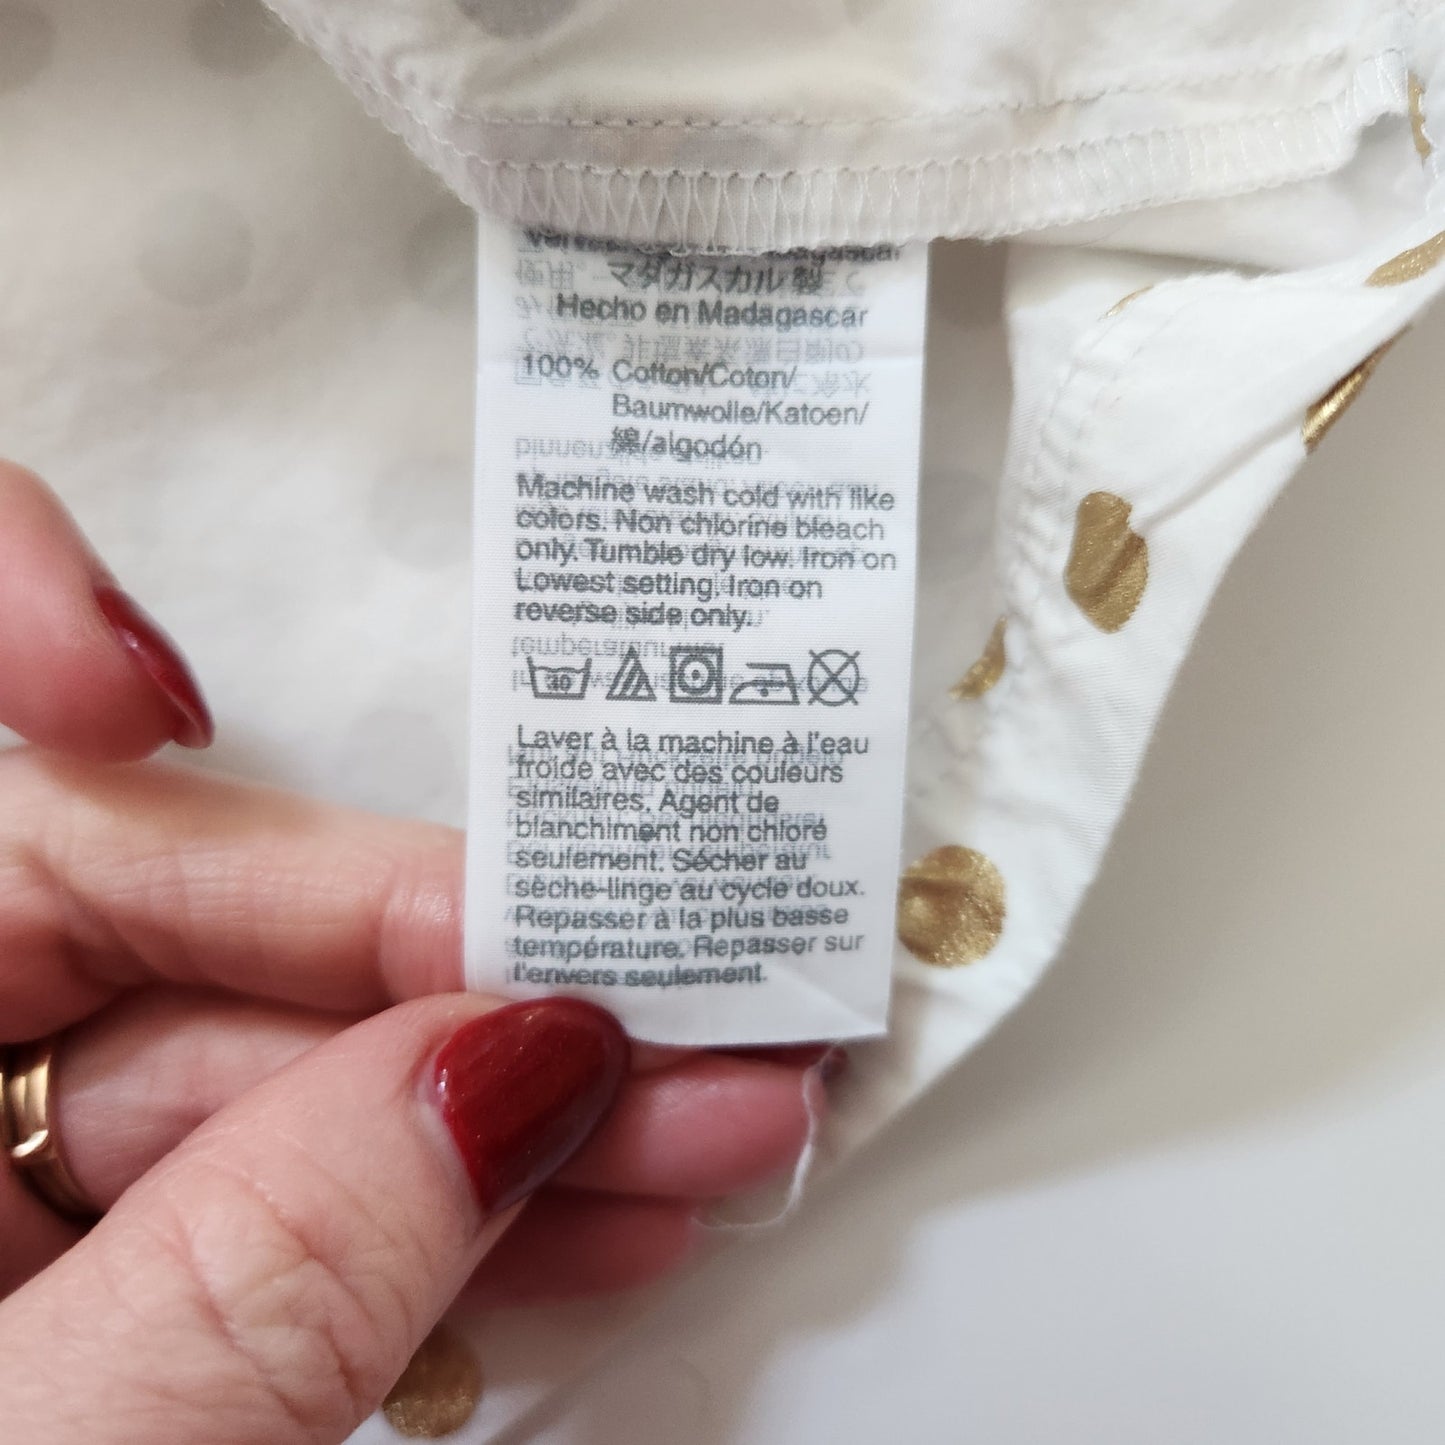 マダガスカル製
Hecho en Madagascar
100% Cotton/Coton/
Baumwolle/Katoen/
綿/algodón
Machine wash cold with like
colors. Non chlorine bleach
only. Tumble dry low. Iron on
Lowest setting. Iron on
reverse side only.
30
Laver à la machine à l'eau
froide avec des couleurs
similaires. Agent de
blanchiment non chloré
seulement. Sécher au
sèche-linge au cycle doux.
Repasser à la plus basse
température. Repasser sur
l'envers seulement.